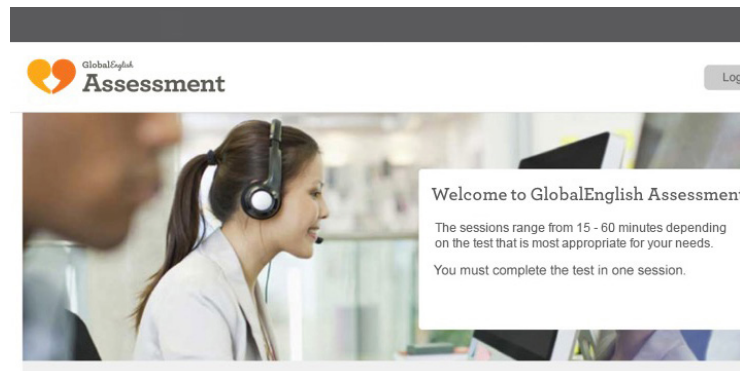 GlobalEnglish
Assessment
Log
Welcome to GlobalEnglish Assessment
The sessions range from 15 - 60 minutes depending
on the test that is most appropriate for your needs.
You must complete the test in one session.